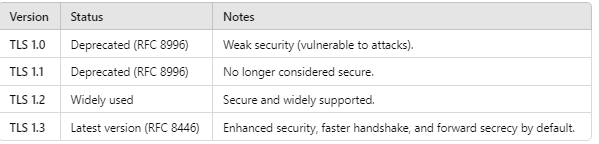 Version Status Notes
TLS 1.0 Deprecated (RFC 8996) Weak security (vulnerable to attacks).
TLS 1.1 Deprecated (RFC 8996) No longer considered secure.
TLS 1.2 Widely used Secure and widely supported.
TLS 1.3 Latest version (RFC 8446) Enhanced security, faster handshake, and forward secrecy by default.